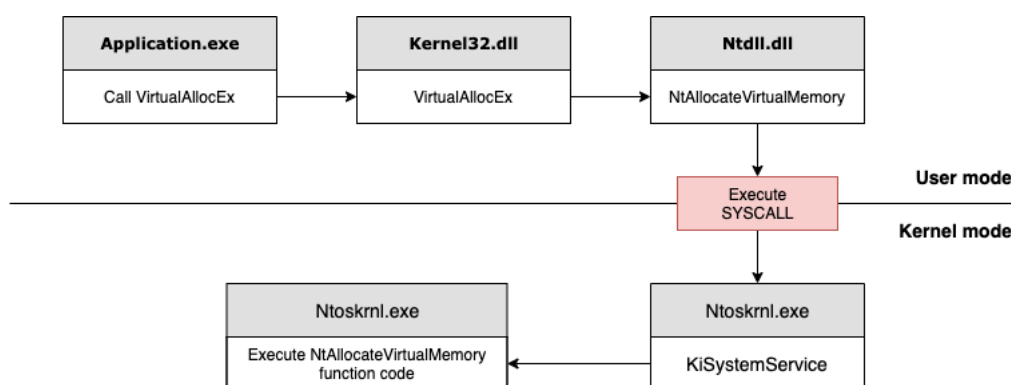 Application.exe
Call VirtualAllocEx
Kernel32.dll
VirtualAllocEx
Ntdll.dll
NtAllocateVirtualMemory
Execute
SYSCALL
User mode
Kernel mode
Ntoskrnl.exe
Execute NtAllocateVirtualMemory
function code
Ntoskrnl.exe
KiSystemService